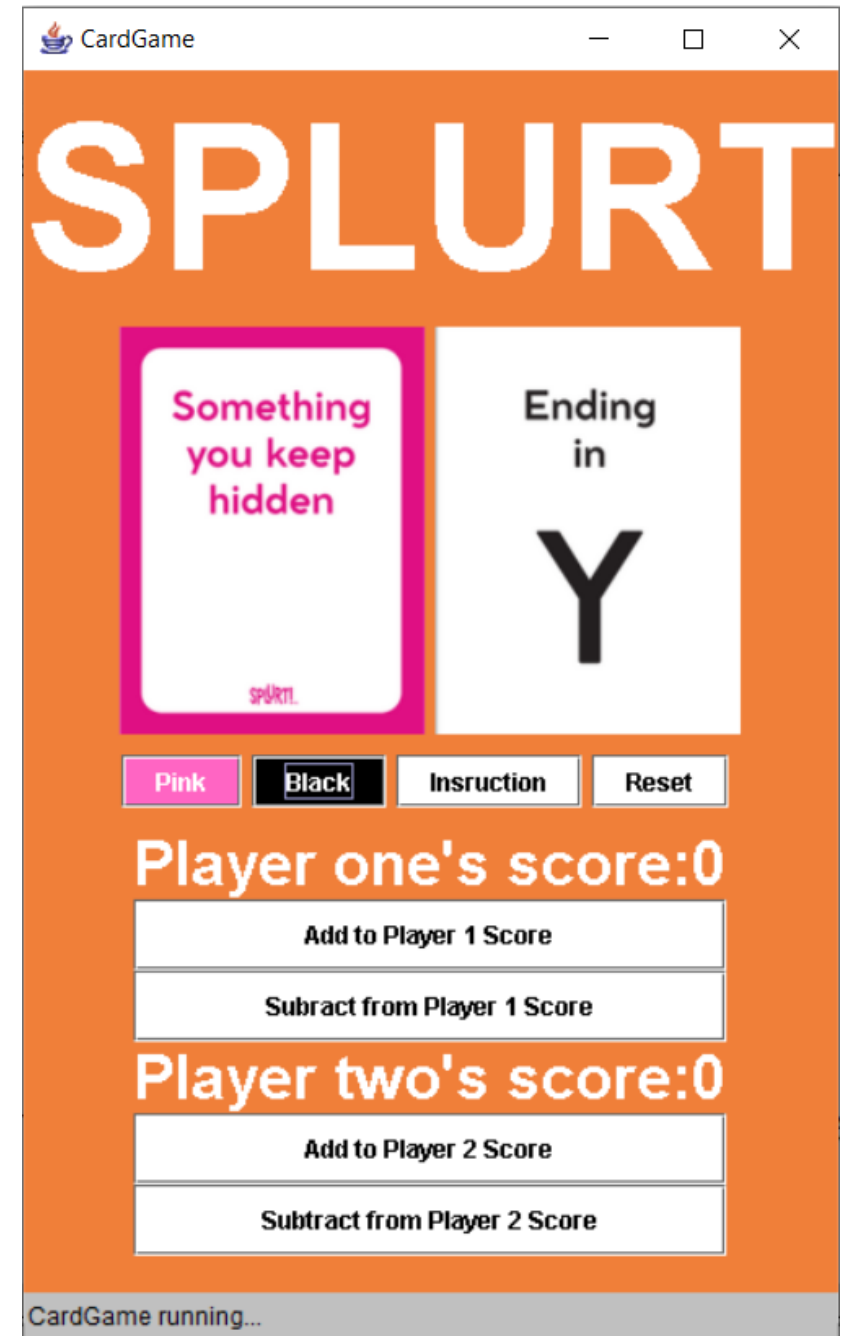 CardGame
SPLURT
Something
you keep
hidden
SPLURT!.
Ending
in
Y
Pink Black Insruction Reset
Player one's score:0
Add to Player 1 Score
Subract from Player 1 Score
Player two's score:0
Add to Player 2 Score
Subtract from Player 2 Score
CardGame running...